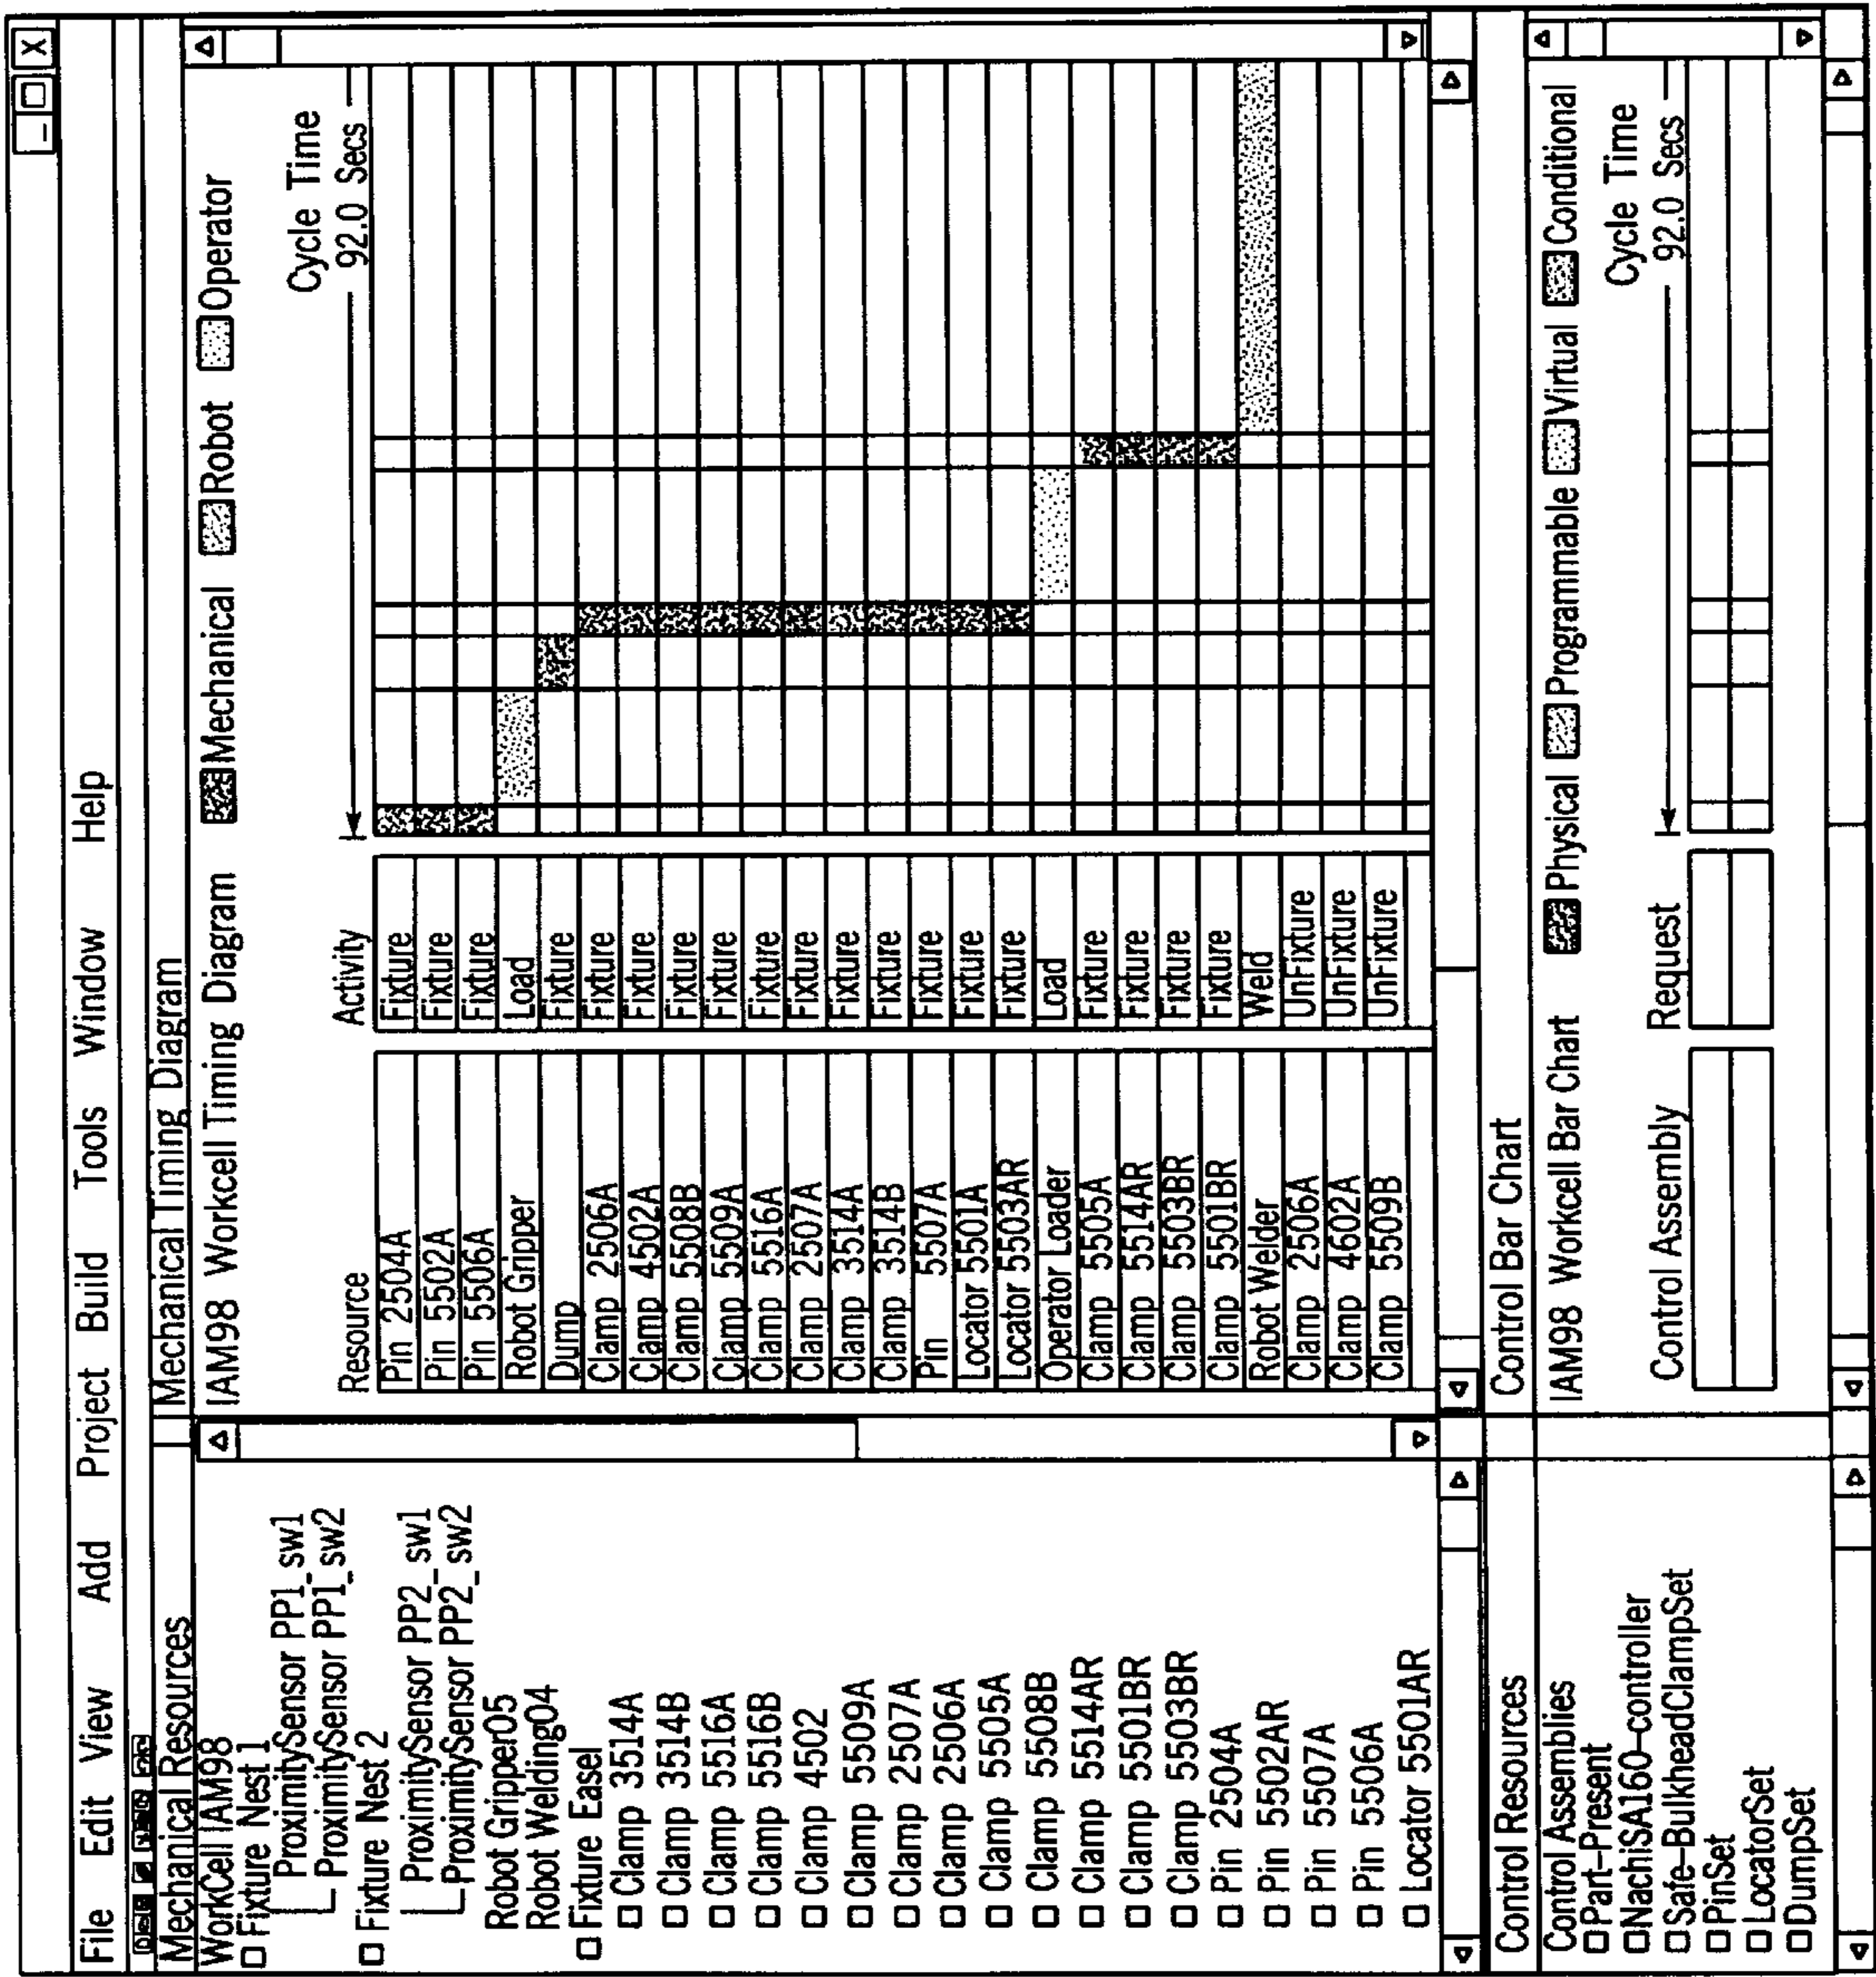 File Edit View Add Project Build Tools Window Help
Mechanical Resources
WorkCell IAM98
Fixture Nest 1
ProximitySensor PP1_sw1
ProximitySensor PP1_sw2
Fixture Nest 2
ProximitySensor PP2_sw1
ProximitySensor PP2_sw2
Robot Gripper05
Robot Welding04
Fixture Easel
Clamp 3514A
Clamp 3514B
Clamp 5516A
Clamp 5516B
Clamp 4502
Clamp 5509A
Clamp 2507A
Clamp 2506A
Clamp 5505A
Clamp 5508B
Clamp 5514AR
Clamp 5501BR
Clamp 5503BR
Pin 2504A
Pin 5502AR
Pin 5507A
Pin 5506A
Locator 5501AR
Mechanical Timing Diagram
IAM98 Workcell Timing Diagram Mechanical Robot Operator
Cycle Time
92.0 Secs
Resource Activity
Pin 2504A Fixture
Pin 5502A Fixture
Pin 5506A Fixture
Robot Gripper Load
Dump Fixture
Clamp 2506A Fixture
Clamp 4502A Fixture
Clamp 5508B Fixture
Clamp 5509A Fixture
Clamp 5516A Fixture
Clamp 2507A Fixture
Clamp 3514A Fixture
Clamp 3514B Fixture
Pin 5507A Fixture
Locator 5501A Fixture
Locator 5503AR Fixture
Operator Loader Load
Clamp 5505A Fixture
Clamp 5514AR Fixture
Clamp 5503BR Fixture
Clamp 5501BR Fixture
Robot Welder Weld
Clamp 2506A UnFixture
Clamp 4602A UnFixture
Clamp 5509B UnFixture
Control Resources
Control Assemblies
Part-Present
NachiSA160-controller
Safe-BulkheadClampSet
PinSet
LocatorSet
DumpSet
Control Bar Chart
IAM98 Workcell Bar Chart Physical Programmable Virtual Conditional
Cycle Time
92.0 Secs
Control Assembly Request